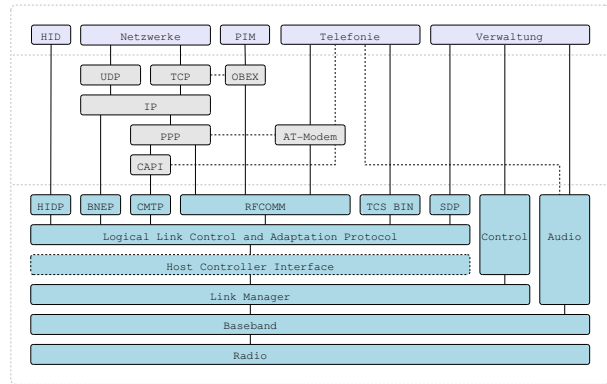 HID Netzwerke PIM Telefonie Verwaltung
UDP TCP OBEX
IP
PPP AT-Modem
CAPI
HIDP BNEP CMTP RFCOMM TCS BIN SDP
Logical Link Control and Adaptation Protocol Control Audio
Host Controller Interface
Link Manager
Baseband
Radio